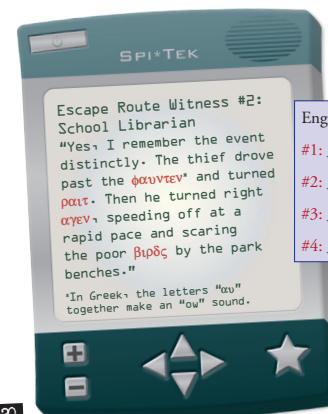 SPI*TEK
Escape Route Witness #2:
School Librarian
“Yes, I remember the event
distinctly. The thief drove
past the φαυντεν* and turned
ραιτ. Then he turned right
αγεν, speeding off at a
rapid pace and scaring
the poor βιρδς by the park
benches.”
*In Greek, the letters “αυ”
together make an “ow” sound.
Eng
#1:
#2:
#3:
#4:
20